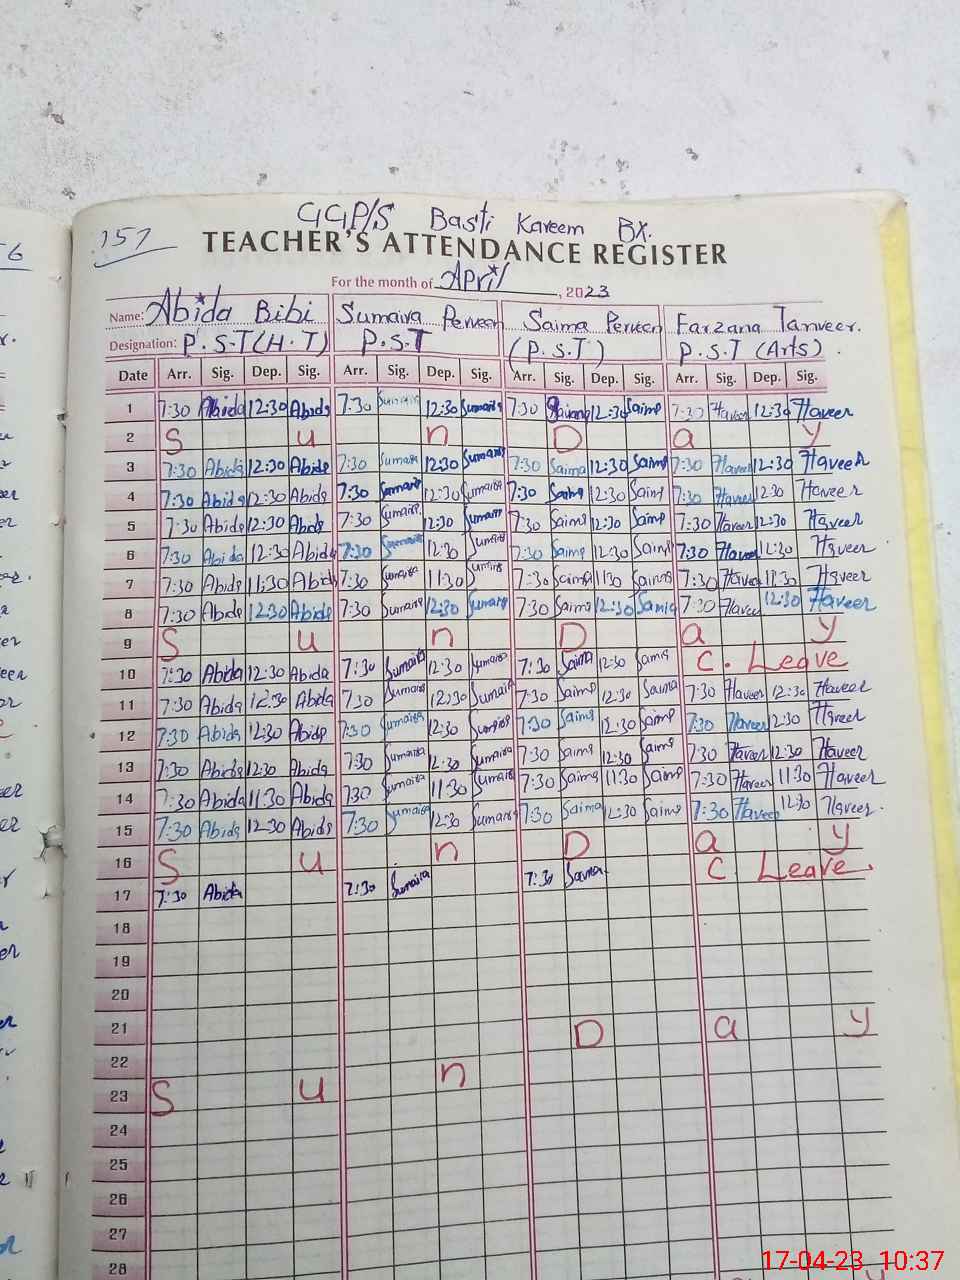 GGP/S Basti Kareem BX.
157
TEACHER'S ATTENDANCE REGISTER
For the month of April, 2023
Name: Abida Bibi Sumaira Perveen Saima Perveen Farzana Tanveer.
Designation: P.S.T (H.T) P.S.T (P.S.T) P.S.T (Arts)
Date Arr. Sig. Dep. Sig. Arr. Sig. Dep. Sig. Arr. Sig. Dep. Sig. Arr. Sig. Dep. Sig.
1 7:30 Abida 12:30 Abida 7:30 Sumaira 12:30 Sumaira 7:30 Saima 12:30 Saima 7:30 Haveer 12:30 Haveer
2 S u n D a y
3 7:30 Abida 12:30 Abida 7:30 Sumaira 12:30 Sumaira 7:30 Saima 12:30 Saima 7:30 Haveer 12:30 Haveer
4 7:30 Abida 12:30 Abida 7:30 Sumaira 12:30 Sumaira 7:30 Saima 12:30 Saima 7:30 Haveer 12:30 Haveer
5 7:30 Abida 12:30 Abida 7:30 Sumaira 12:30 Sumaira 7:30 Saima 12:30 Saima 7:30 Haveer 12:30 Haveer
6 7:30 Abida 12:30 Abida 7:30 Sumaira 12:30 Sumaira 7:30 Saima 12:30 Saima 7:30 Haveer 12:30 Haveer
7 7:30 Abida 11:30 Abida 7:30 Sumaira 11:30 Sumaira 7:30 Saima 11:30 Saima 7:30 Haveer 11:30 Haveer
8 7:30 Abida 12:30 Abida 7:30 Sumaira 12:30 Sumaira 7:30 Saima 12:30 Saima 7:30 Haveer 12:30 Haveer
9 S u n D a y
10 7:30 Abida 12:30 Abida 7:30 Sumaira 12:30 Sumaira 7:30 Saima 12:30 Saima C. Leave
11 7:30 Abida 12:30 Abida 7:30 Sumaira 12:30 Sumaira 7:30 Saima 12:30 Saima 7:30 Haveer 12:30 Haveer
12 7:30 Abida 12:30 Abida 7:30 Sumaira 12:30 Sumaira 7:30 Saima 12:30 Saima 7:30 Haveer 12:30 Haveer
13 7:30 Abida 12:30 Abida 7:30 Sumaira 12:30 Sumaira 7:30 Saima 12:30 Saima 7:30 Haveer 12:30 Haveer
14 7:30 Abida 11:30 Abida 7:30 Sumaira 11:30 Sumaira 7:30 Saima 11:30 Saima 7:30 Haveer 11:30 Haveer
15 7:30 Abida 12:30 Abida 7:30 Sumaira 12:30 Sumaira 7:30 Saima 12:30 Saima 7:30 Haveer 12:30 Haveer.
16 S u n D a y
17 7:30 Abida 7:30 Sumaira 7:30 Saima C Leave.
18
19
20
21
22
23 S u n D a y
24
25
26
27
28
17-04-23 10:37